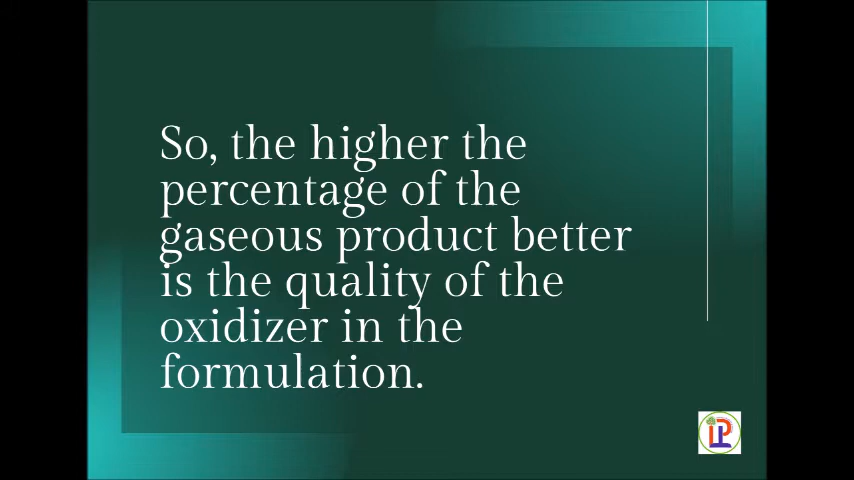 So, the higher the
percentage of the
gaseous product better
is the quality of the
oxidizer in the
formulation.